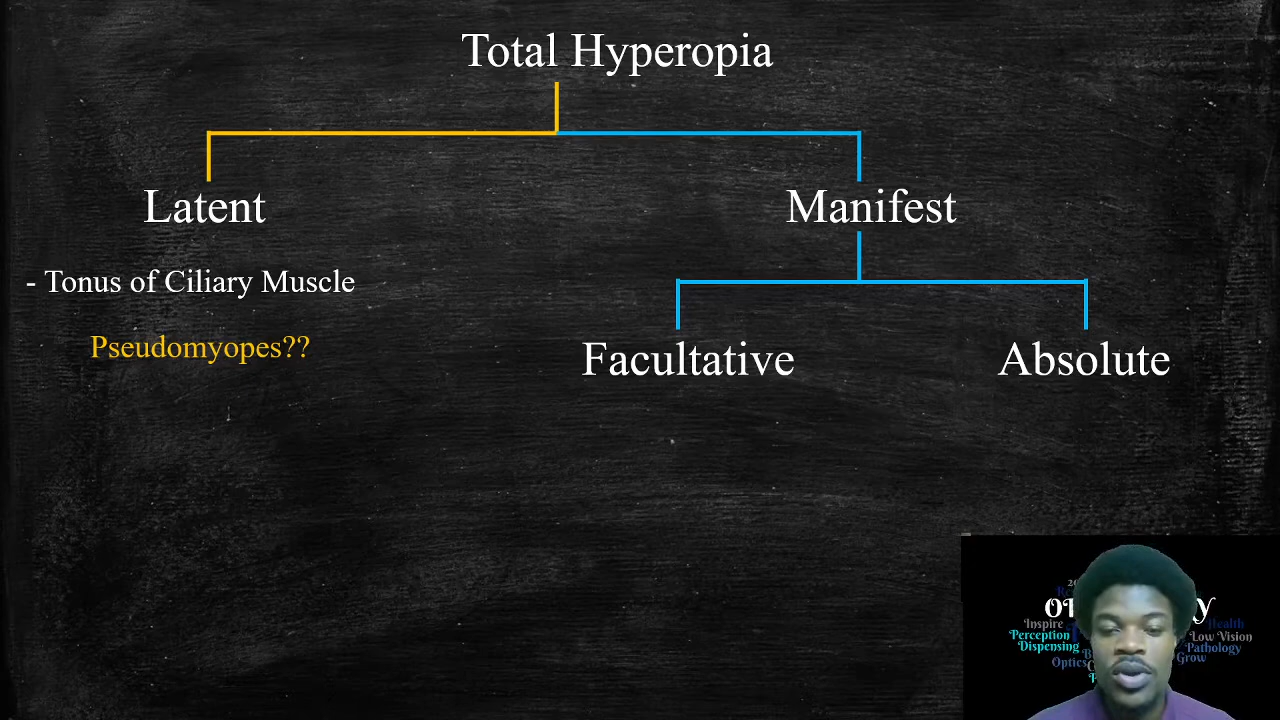 Total Hyperopia
Latent
Manifest
- Tonus of Ciliary Muscle
Pseudomyopes??
Facultative
Absolute
Inspire
Health
Perception
Low Vision
Dispensing
Pathology
Optics
Grow